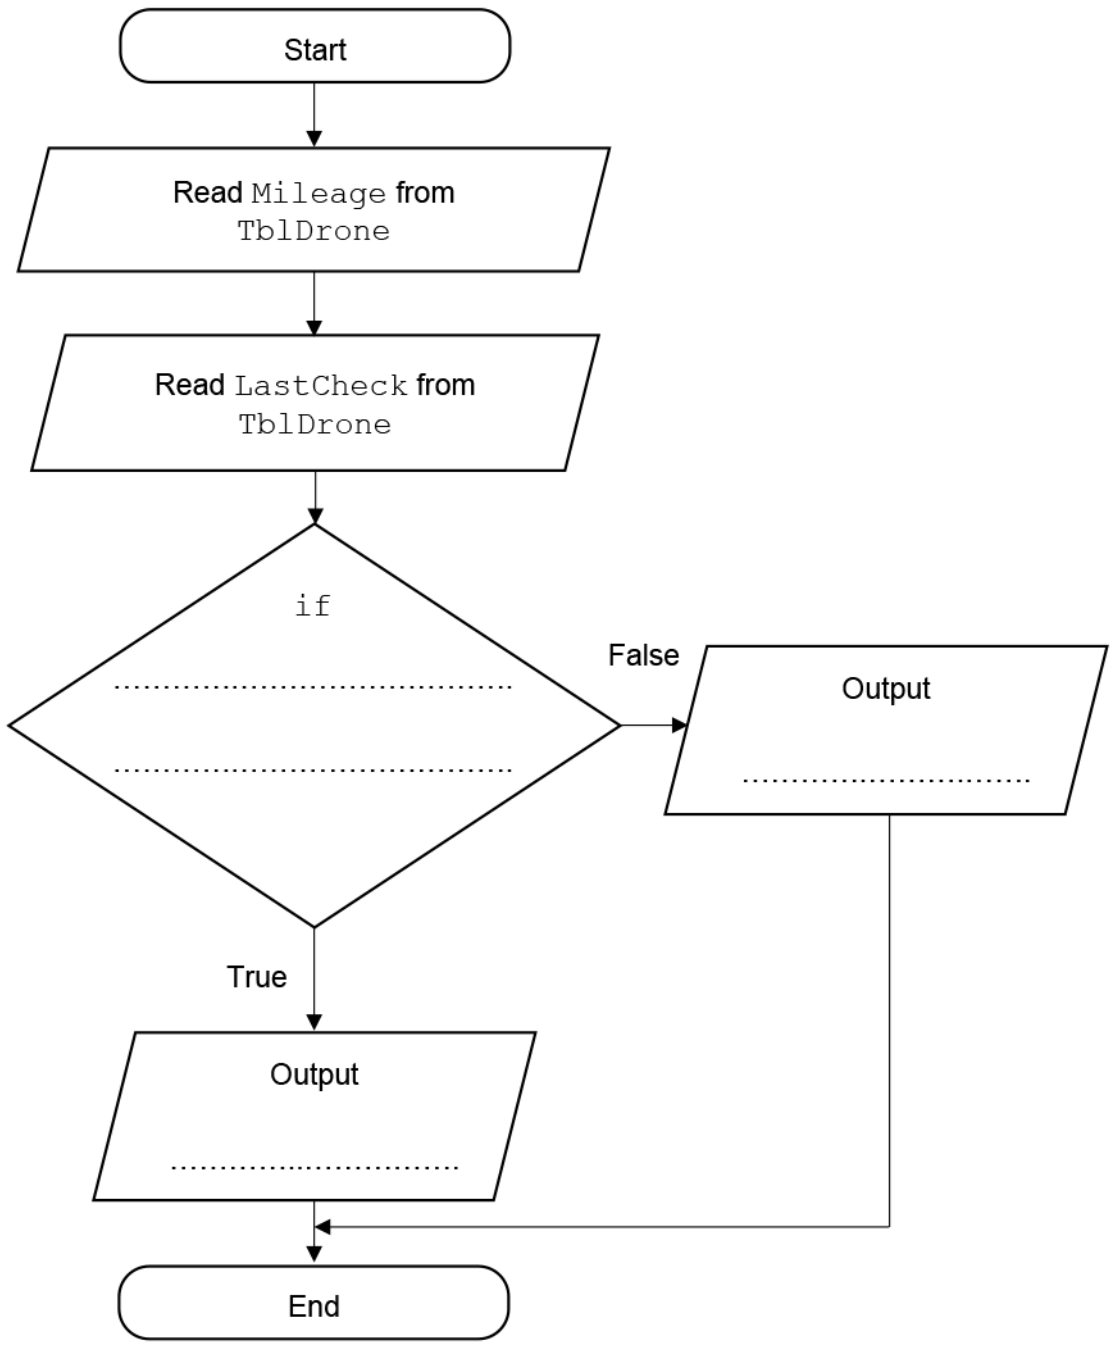 Start
Read Mileage from
TblDrone
Read LastCheck from
TblDrone
if
False
Output
True
Output
End